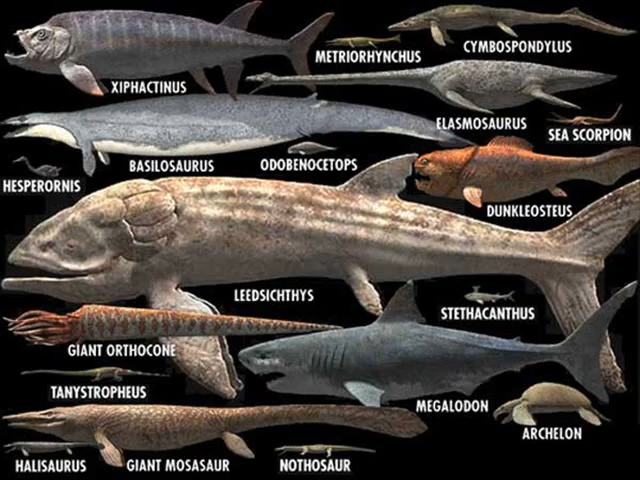 CYMBOSPONDYLUS
METRIORHYNCHUS
XIPHACTINUS
ELASMOSAURUS
SEA SCORPION
BASILOSAURUS
ODOBENOCETOPS
HESPERORNIS
DUNKLEOSTEUS
LEEDSICHTHYS
STETHACANTHUS
GIANT ORTHOCONE
TANYSTROPHEUS
MEGALODON
ARCHELON
HALISAURUS
GIANT MOSASAUR
NOTHOSAUR